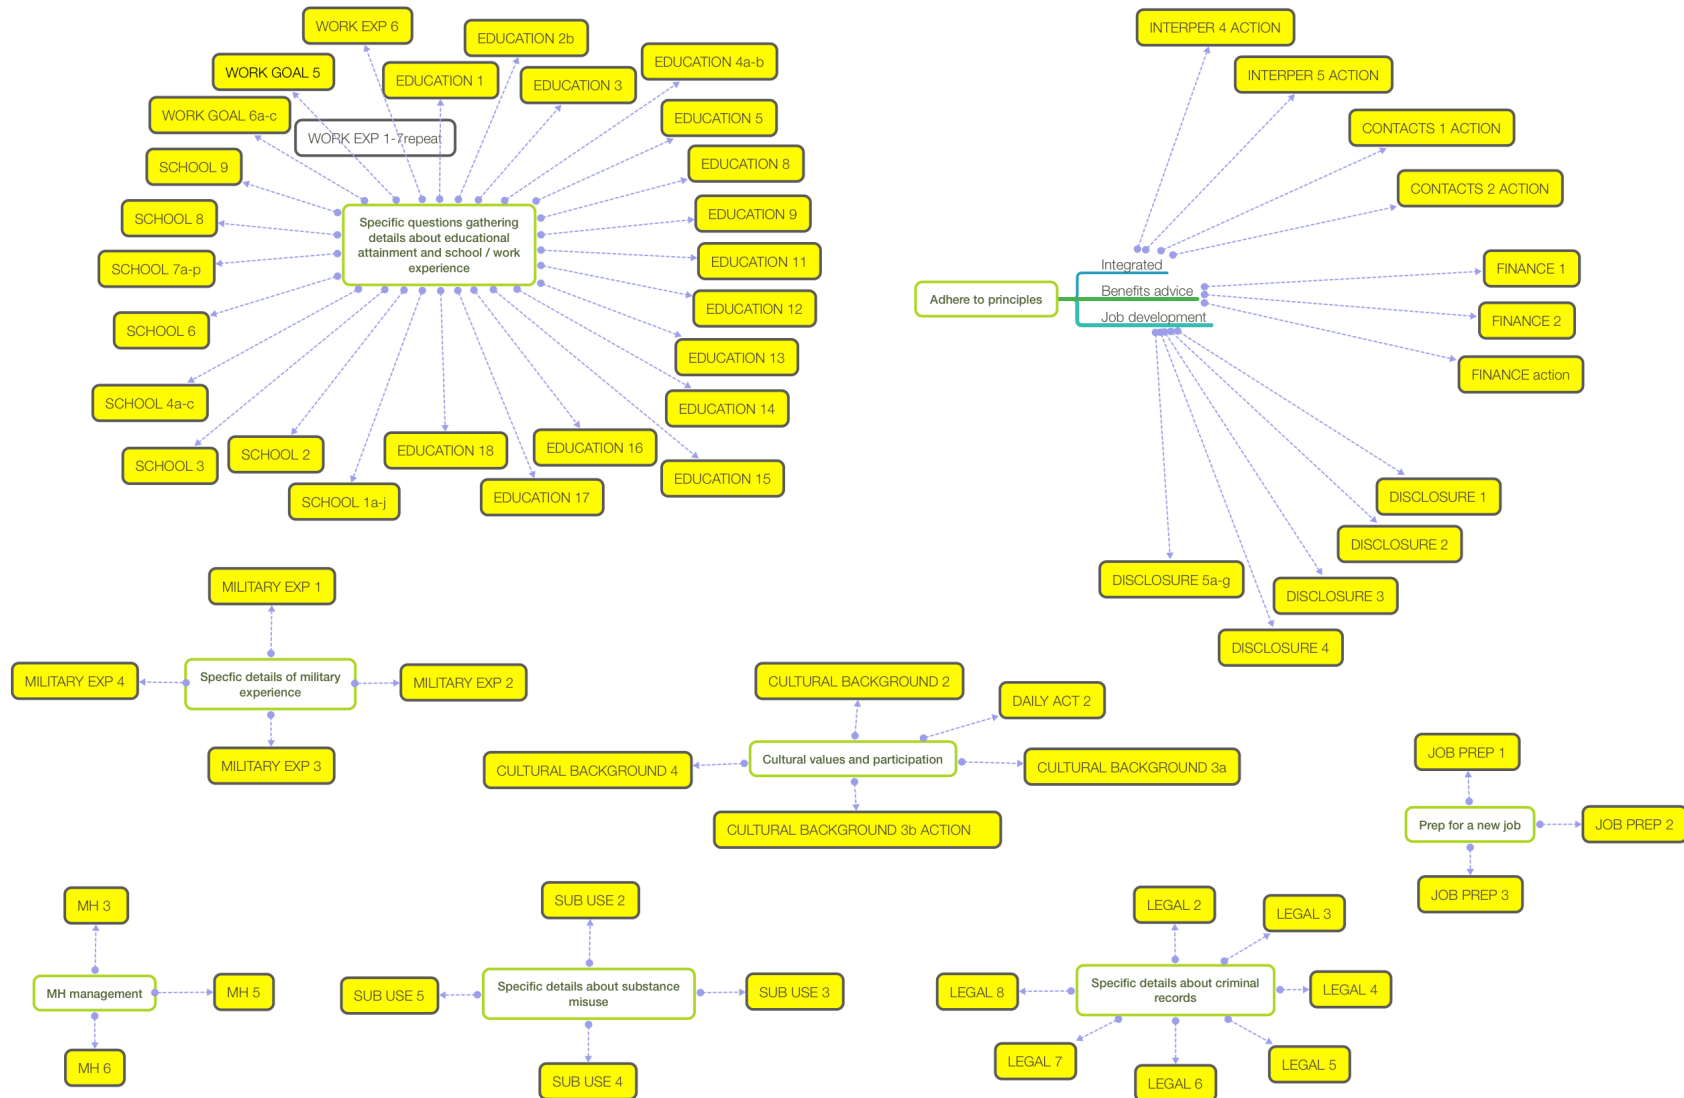 WORK EXP 6
EDUCATION 2b
WORK GOAL 5
EDUCATION 1
EDUCATION 3
EDUCATION 4a-b
WORK GOAL 6a-c
WORK EXP 1-7repeat
EDUCATION 5
SCHOOL 9
EDUCATION 8
SCHOOL 8
EDUCATION 9
Specific questions gathering
details about educational
attainment and school / work
experience
SCHOOL 7a-p
EDUCATION 11
SCHOOL 6
EDUCATION 12
EDUCATION 13
SCHOOL 4a-c
EDUCATION 14
SCHOOL 3
SCHOOL 2
EDUCATION 18
EDUCATION 16
EDUCATION 15
SCHOOL 1a-j
EDUCATION 17
INTERPER 4 ACTION
INTERPER 5 ACTION
CONTACTS 1 ACTION
CONTACTS 2 ACTION
Adhere to principles
Integrated
Benefits advice
Job development
FINANCE 1
FINANCE 2
FINANCE action
DISCLOSURE 1
DISCLOSURE 2
DISCLOSURE 5a-g
DISCLOSURE 3
DISCLOSURE 4
MILITARY EXP 1
MILITARY EXP 4
Specfic details of military
experience
MILITARY EXP 2
MILITARY EXP 3
CULTURAL BACKGROUND 2
DAILY ACT 2
CULTURAL BACKGROUND 4
Cultural values and participation
CULTURAL BACKGROUND 3a
CULTURAL BACKGROUND 3b ACTION
JOB PREP 1
Prep for a new job
JOB PREP 2
JOB PREP 3
MH 3
MH management
MH 5
MH 6
SUB USE 2
SUB USE 5
Specific details about substance
misuse
SUB USE 3
SUB USE 4
LEGAL 2
LEGAL 3
LEGAL 8
Specific details about criminal
records
LEGAL 4
LEGAL 7
LEGAL 6
LEGAL 5